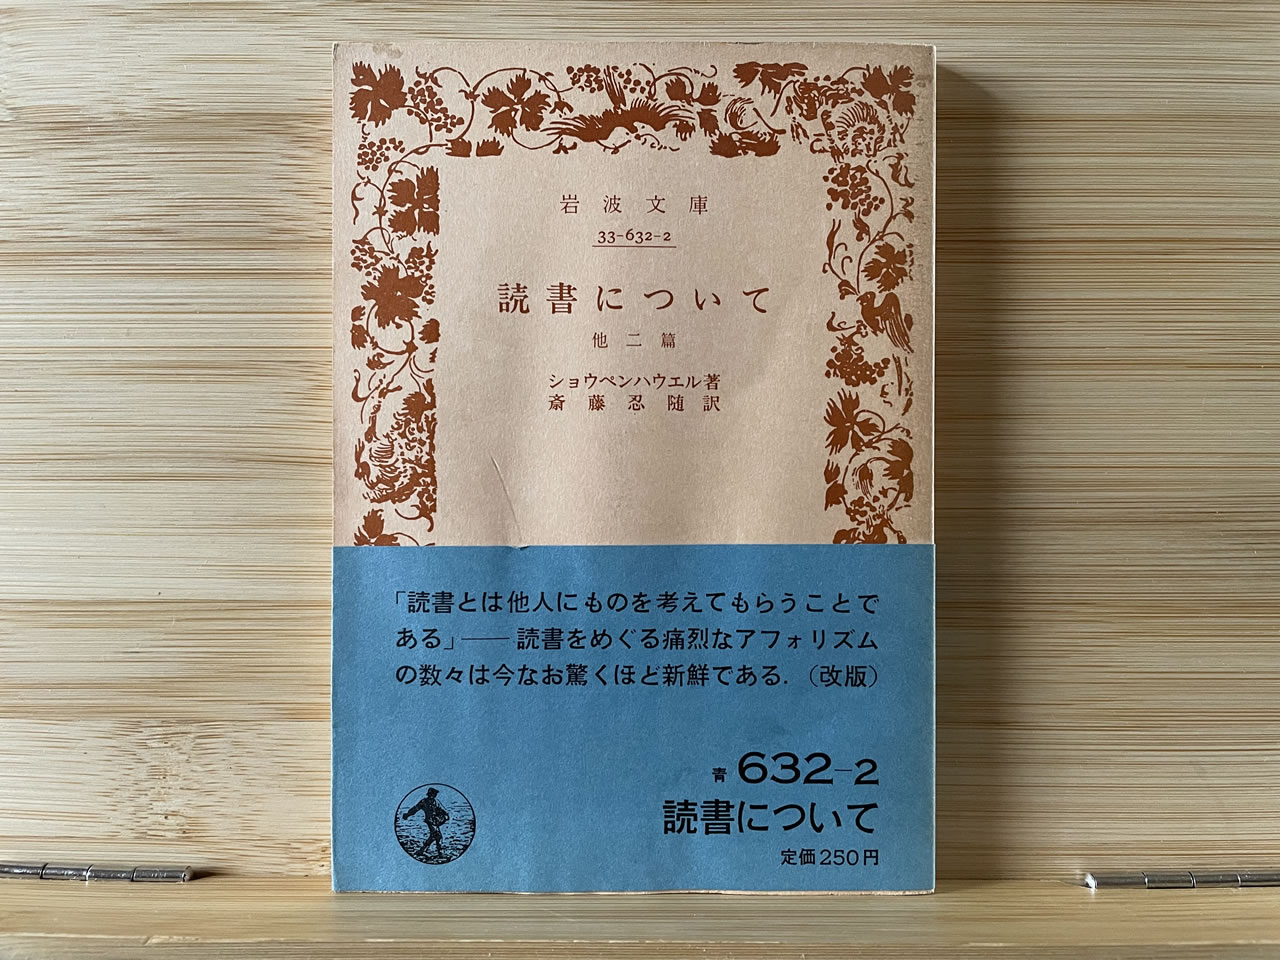 岩波文庫
33-632-2
読書について
他二篇
ショウペンハウエル著
斎藤忍随訳
「読書とは他人にものを考えてもらうことで
ある」──読書をめぐる痛烈なアフォリズム
の数々は今なお驚くほど新鮮である.（改版）
青 632-2
読書について
定価250円